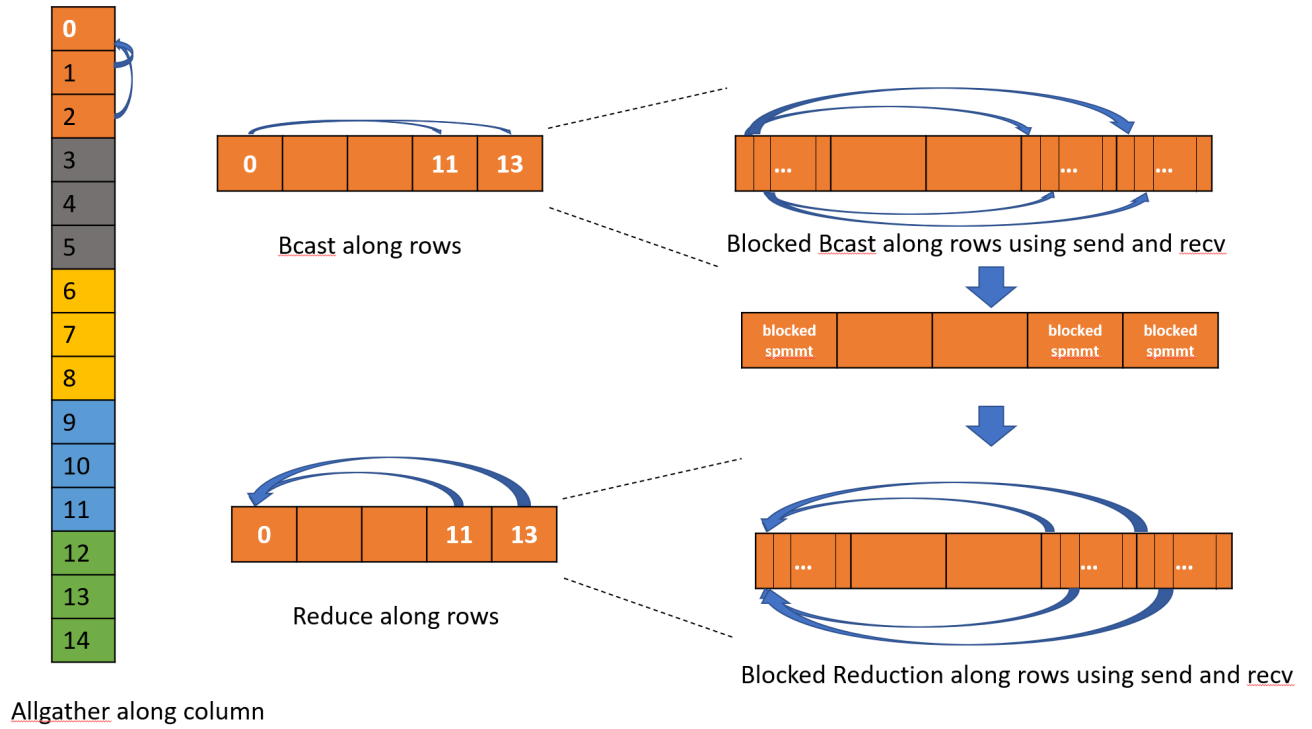 0
1
2
3
4
5
6
7
8
9
10
11
12
13
14
Allgather along column
0 11 13
Bcast along rows
... ... ...
Blocked Bcast along rows using send and recv
blocked blocked blocked
spmmt spmmt spmmt
0 11 13
Reduce along rows
... ... ...
Blocked Reduction along rows using send and recv